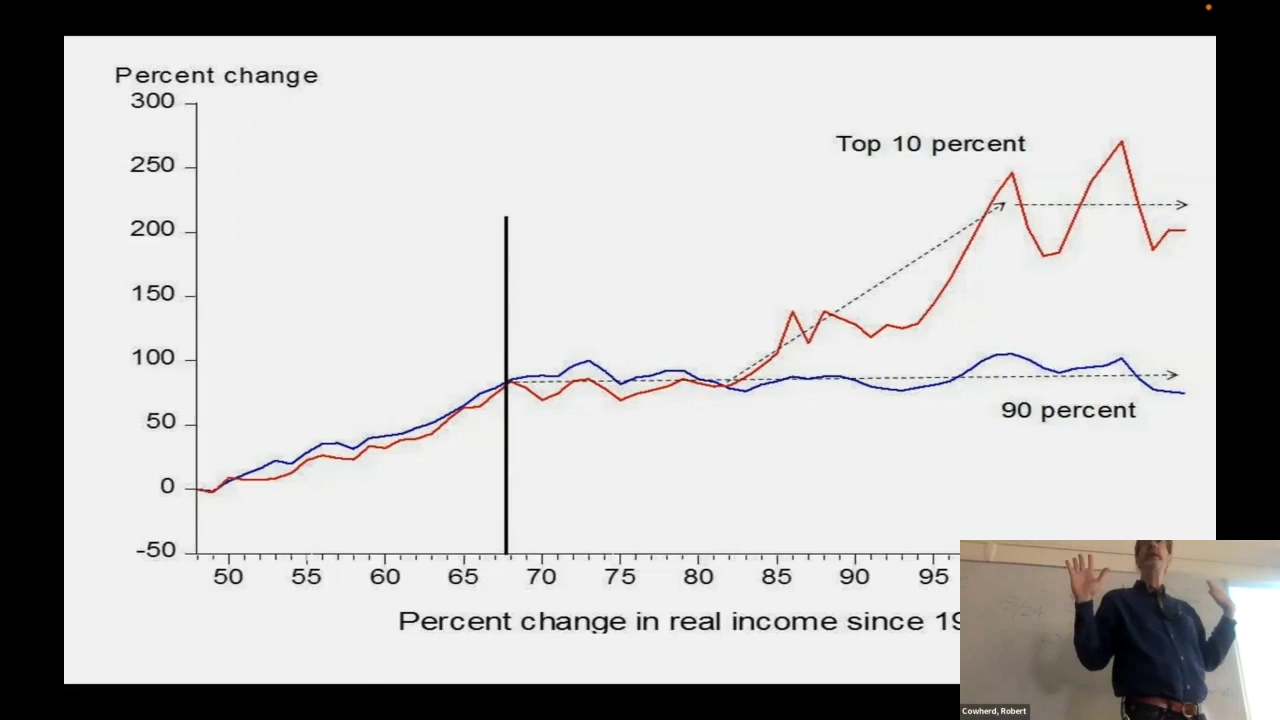 Percent change
300
250
Top 10 percent
200
150
100
50
90 percent
0
-50
50 55 60 65 70 75 80 85 90 95
Percent change in real income since 19
Cowherd, Robert